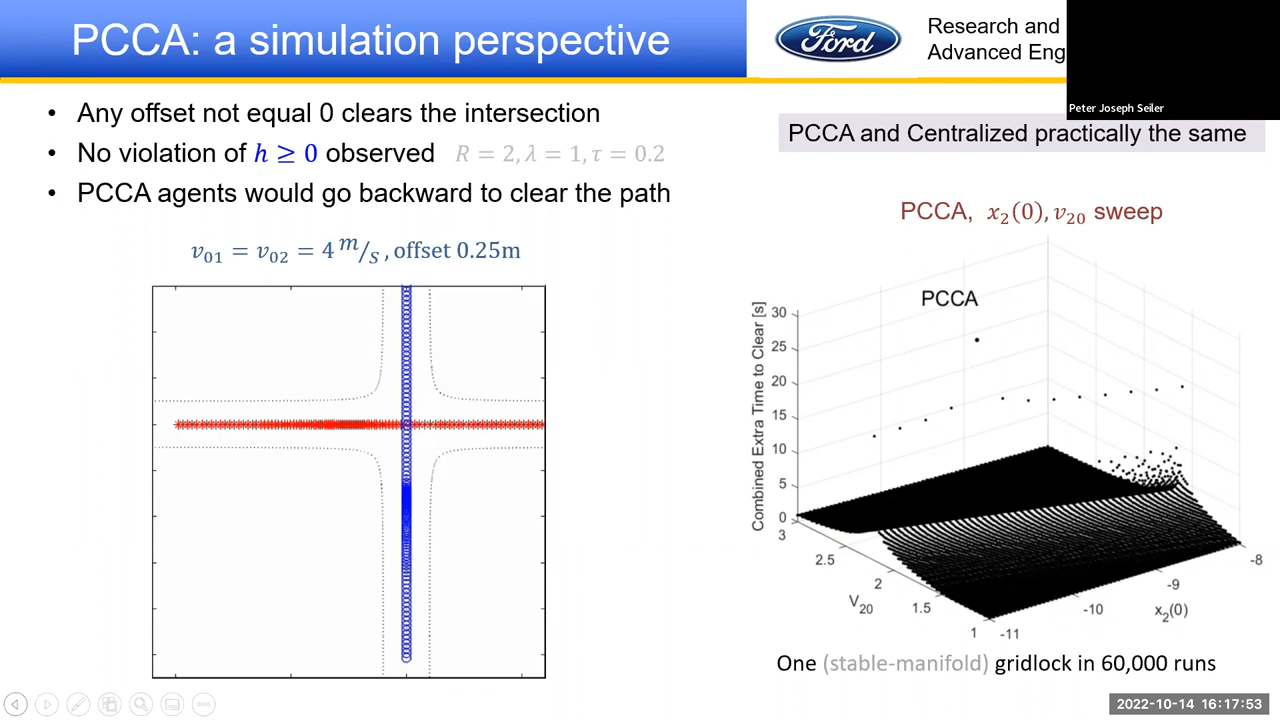 PCCA: a simulation perspective
Ford
Research and
Advanced Eng
Peter Joseph Seiler
• Any offset not equal 0 clears the intersection
• No violation of h ≥ 0 observed R = 2, λ = 1, τ = 0.2
• PCCA agents would go backward to clear the path
v₀₁ = v₀₂ = 4 m/s, offset 0.25m
PCCA and Centralized practically the same
PCCA, x₂(0), v₂₀ sweep
PCCA
Combined Extra Time to Clear [s]
30
25
20
15
10
5
0
3
2.5
2
1.5
1
V₂₀
-11
-10
-9
-8
x₂(0)
One (stable-manifold) gridlock in 60,000 runs
2022-10-14 16:17:53